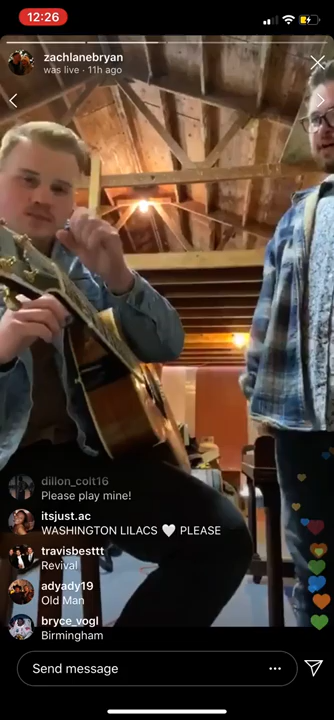 12:26
zachlanebryan
was live · 11h ago
dillon_colt16
Please play mine!
itsjust.ac
WASHINGTON LILACS 🤍 PLEASE
travisbesttt
Revival
adyady19
Old Man
bryce_vogl
Birmingham
Send message